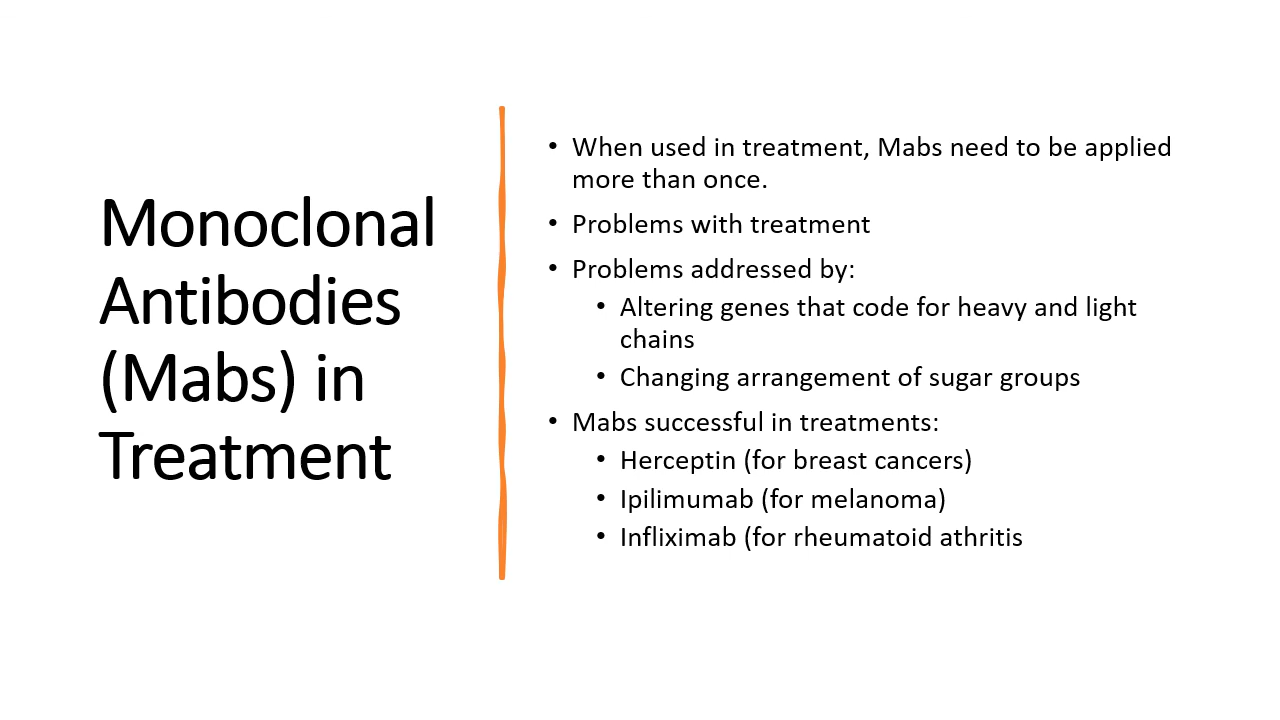 Monoclonal
Antibodies
(Mabs) in
Treatment
• When used in treatment, Mabs need to be applied
more than once.
• Problems with treatment
• Problems addressed by:
• Altering genes that code for heavy and light
chains
• Changing arrangement of sugar groups
• Mabs successful in treatments:
• Herceptin (for breast cancers)
• Ipilimumab (for melanoma)
• Infliximab (for rheumatoid athritis